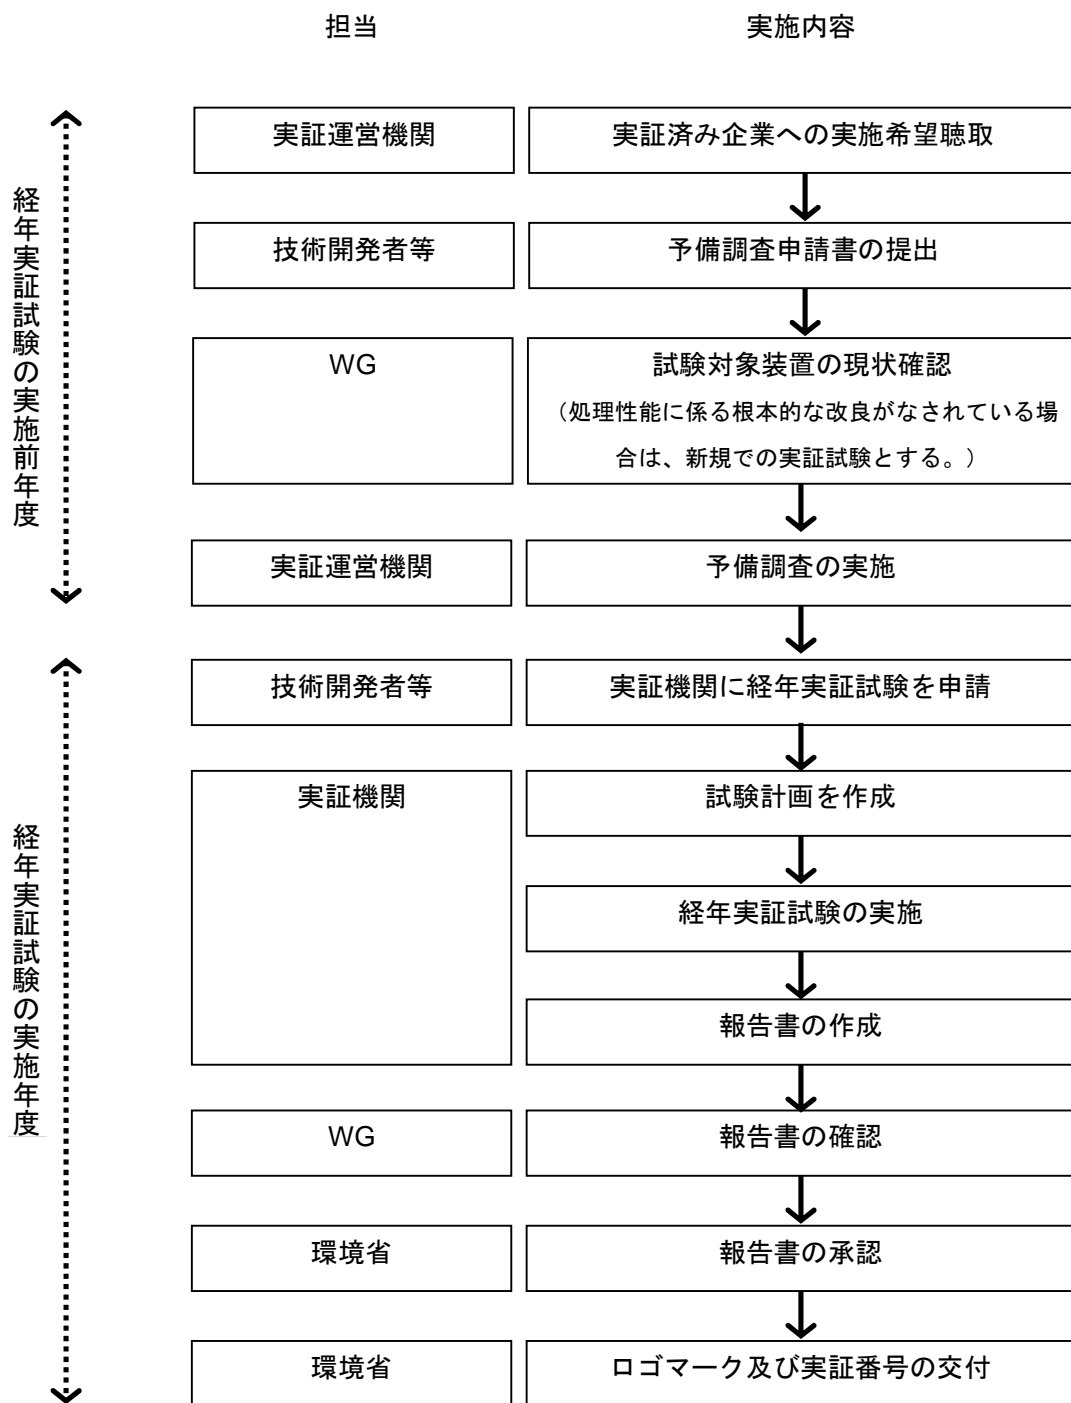 担当 実施内容
経年実証試験の実施前年度
実証運営機関 実証済み企業への実施希望聴取
技術開発者等 予備調査申請書の提出
WG 試験対象装置の現状確認
（処理性能に係る根本的な改良がなされている場
合は、新規での実証試験とする。）
実証運営機関 予備調査の実施
経年実証試験の実施年度
技術開発者等 実証機関に経年実証試験を申請
実証機関 試験計画を作成
経年実証試験の実施
報告書の作成
WG 報告書の確認
環境省 報告書の承認
環境省 ロゴマーク及び実証番号の交付